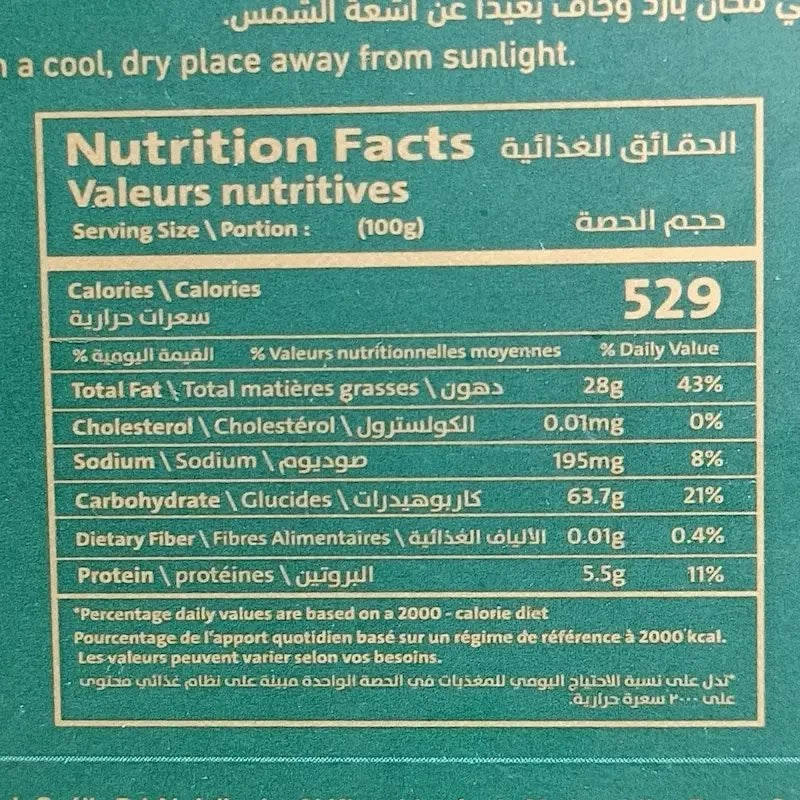 في مكان بارد وجاف بعيداً عن أشعة الشمس.
in a cool, dry place away from sunlight.
Nutrition Facts الحقائق الغذائية
Valeurs nutritives
Serving Size \ Portion : (100g) حجم الحصة
Calories \ Calories 529
سعرات حرارية
% القيمة اليومية % Valeurs nutritionnelles moyennes % Daily Value
Total Fat \ Total matières grasses \ دهون 28g 43%
Cholesterol \ Cholestérol \ الكولسترول 0.01mg 0%
Sodium \ Sodium \ صوديوم 195mg 8%
Carbohydrate \ Glucides \ كاربوهيدرات 63.7g 21%
Dietary Fiber \ Fibres Alimentaires \ الألياف الغذائية 0.01g 0.4%
Protein \ protéines \ البروتين 5.5g 11%
*Percentage daily values are based on a 2000 - calorie diet
Pourcentage de l'apport quotidien basé sur un régime de référence à 2000 kcal.
Les valeurs peuvent varier selon vos besoins.
*تدل على نسبة الاحتياج اليومي للمغذيات في الحصة الواحدة مبينة على نظام غذائي محتوى
على ٢٠٠٠ سعرة حرارية.